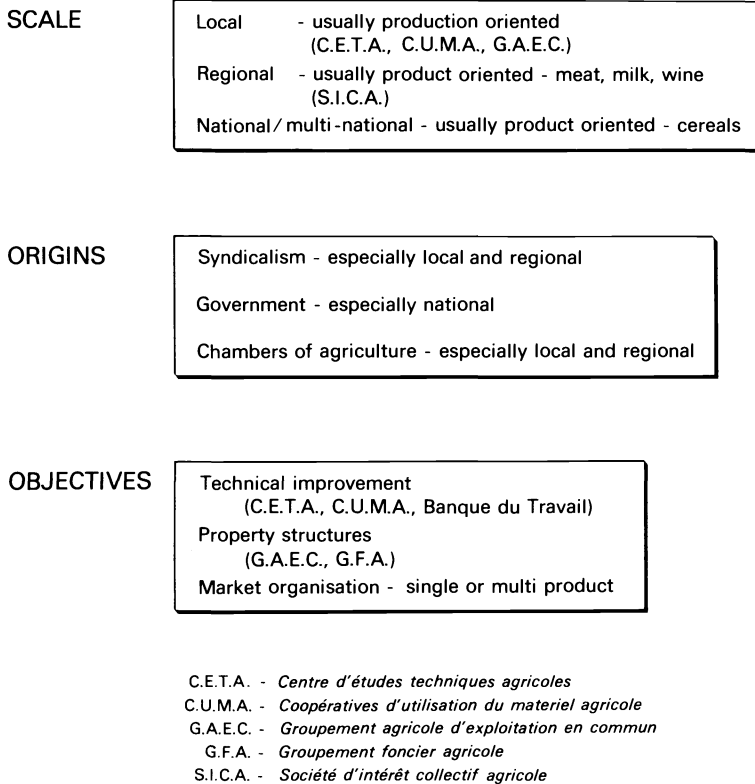 SCALE
Local - usually production oriented
(C.E.T.A., C.U.M.A., G.A.E.C.)
Regional - usually product oriented - meat, milk, wine
(S.I.C.A.)
National/multi-national - usually product oriented - cereals
ORIGINS
Syndicalism - especially local and regional
Government - especially national
Chambers of agriculture - especially local and regional
OBJECTIVES
Technical improvement
(C.E.T.A., C.U.M.A., Banque du Travail)
Property structures
(G.A.E.C., G.F.A.)
Market organisation - single or multi product
C.E.T.A. - Centre d'études techniques agricoles
C.U.M.A. - Coopératives d'utilisation du materiel agricole
G.A.E.C. - Groupement agricole d'exploitation en commun
G.F.A. - Groupement foncier agricole
S.I.C.A. - Société d'intérêt collectif agricole